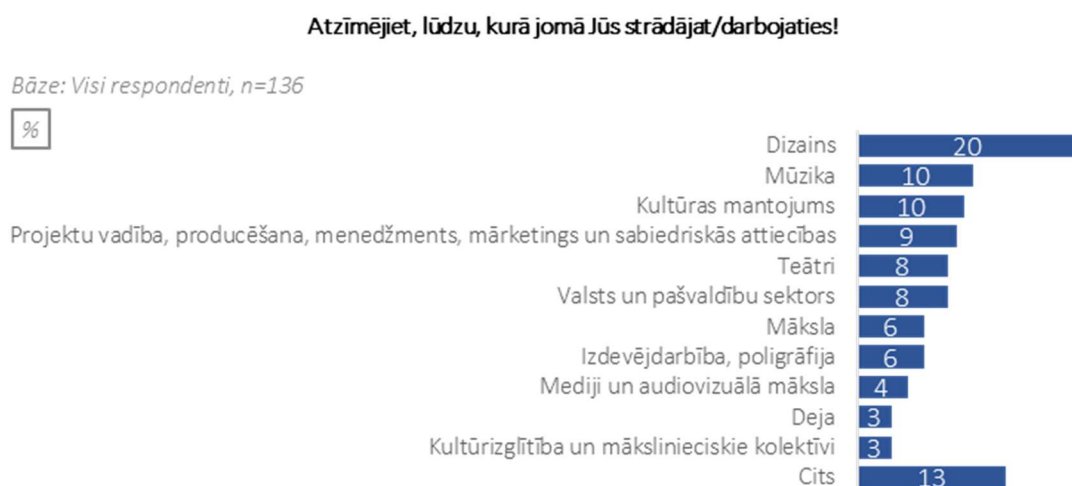 Atzīmējiet, lūdzu, kurā jomā Jūs strādājat/darbojaties!
Bāze: Visi respondenti, n=136
%
Dizains 20
Mūzika 10
Kultūras mantojums 10
Projektu vadība, producēšana, menedžments, mārketings un sabiedriskās attiecības 9
Teātri 8
Valsts un pašvaldību sektors 8
Māksla 6
Izdevējdarbība, poligrāfija 6
Mediji un audiovizuālā māksla 4
Deja 3
Kultūrizglītība un mākslinieciskie kolektīvi 3
Cits 13